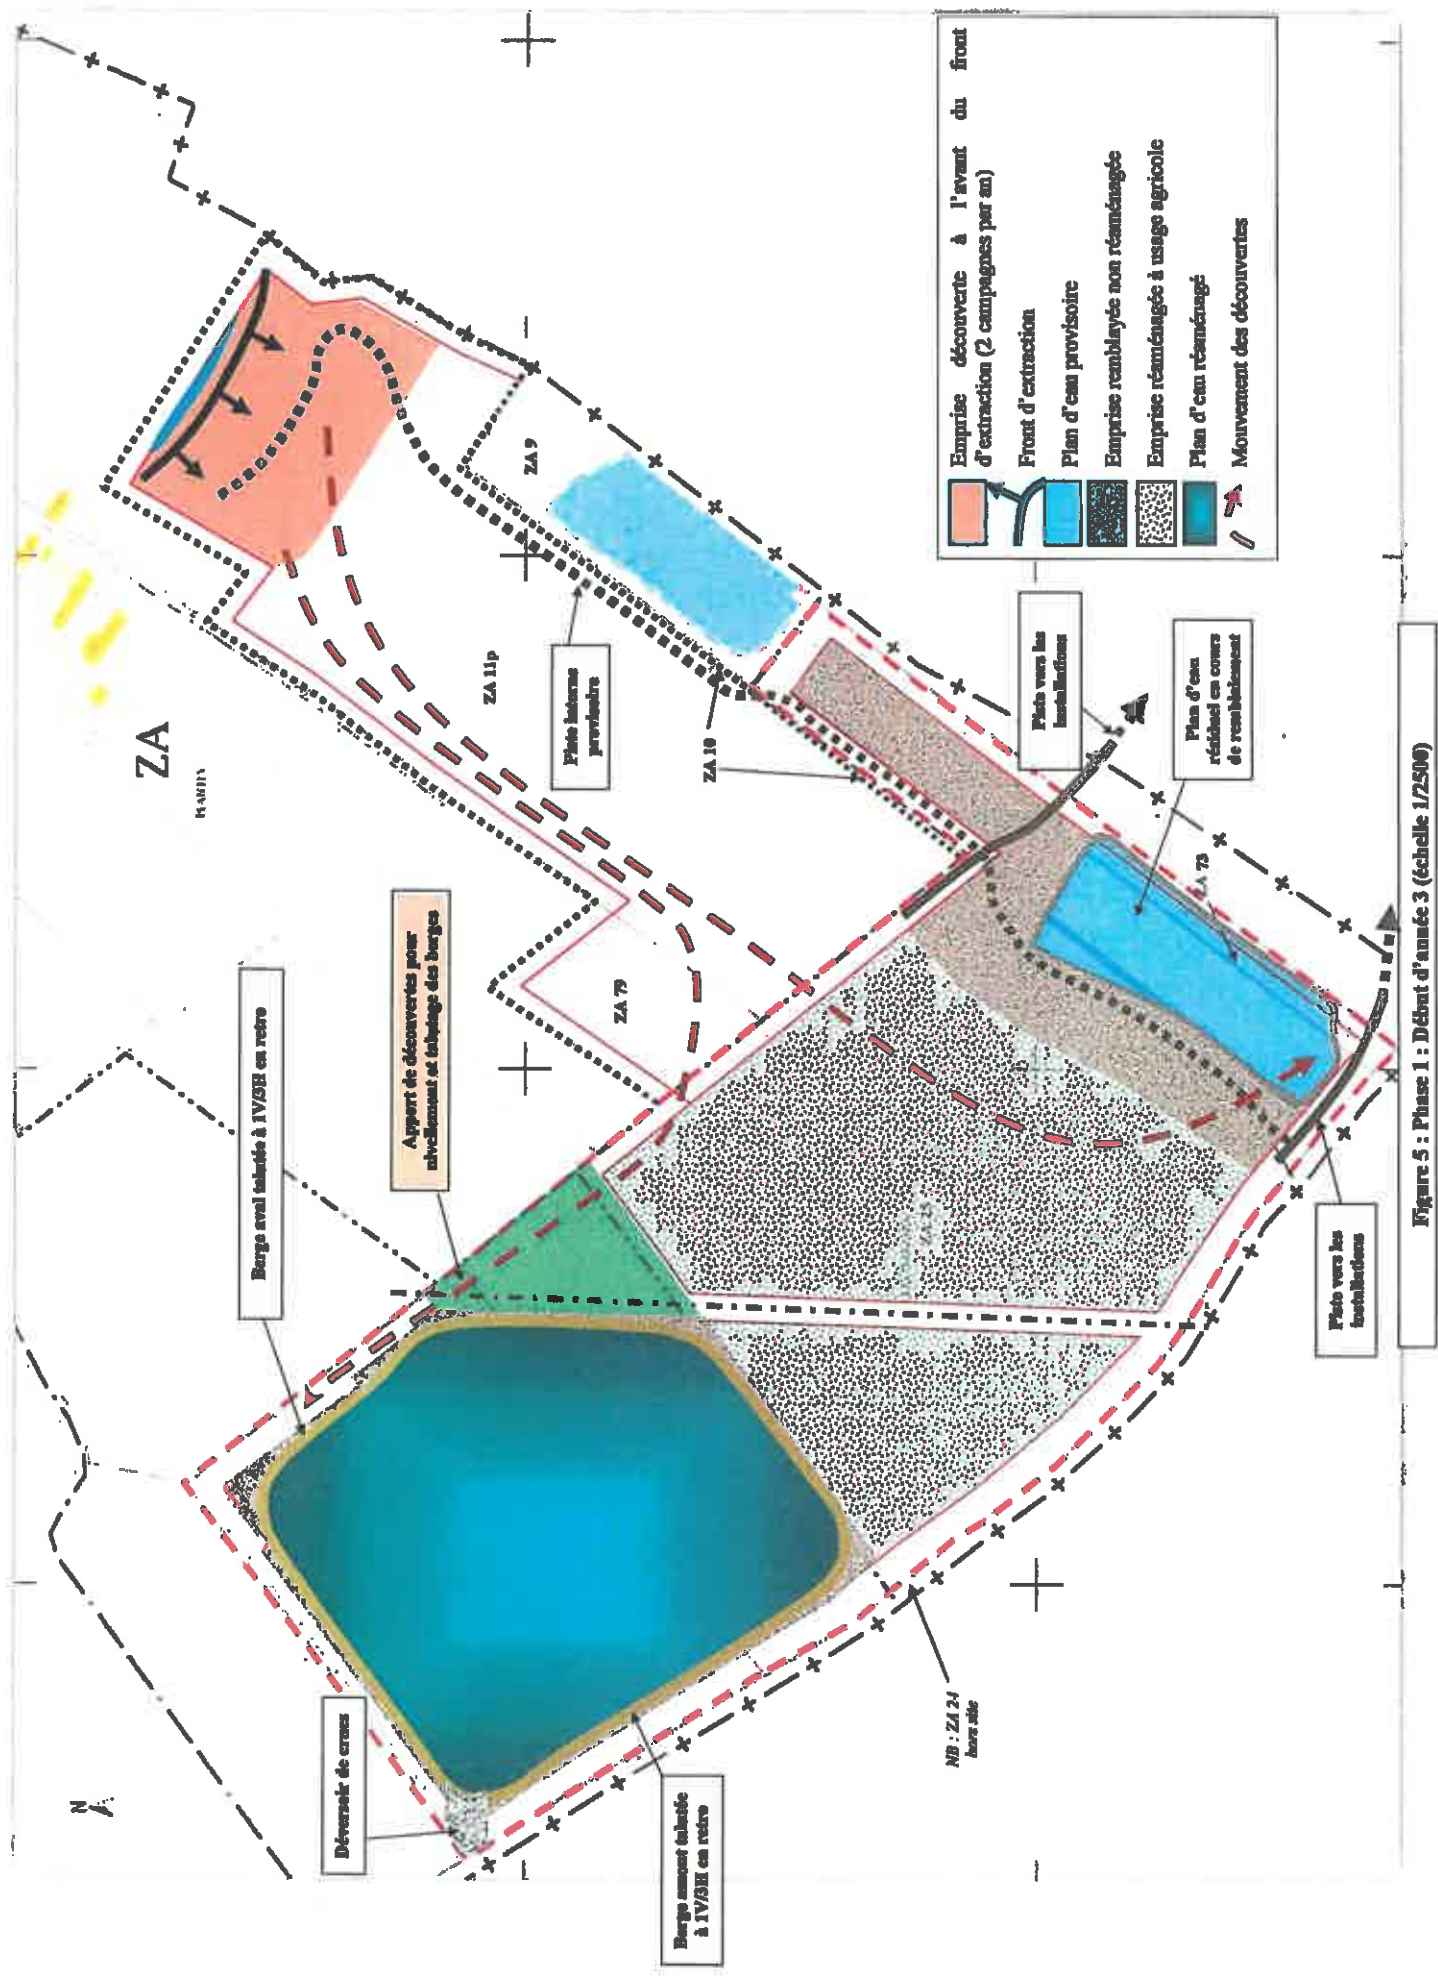 N
Déversoir de crues
Berge aval talutée à 1V/3H en retro
Apport de découvertes pour
nivellement et talutage des berges
ZA
ZA 79
ZA 11p
Piste interne
provisoire
ZA 9
ZA 10
Berge amont talutée
à 1V/3H en retro
NB : ZA 24
hors site
ZA 25
ZA 73
Piste vers les
installations
Plan d'eau
résiduel en cours
de remblaiement
Piste vers les
installations
Emprise découverte à l'avant du front
d'extraction (2 campagnes par an)
Front d'extraction
Plan d'eau provisoire
Emprise remblayée non réaménagée
Emprise réaménagée à usage agricole
Plan d'eau réaménagé
Mouvement des découvertes
Figure 5 : Phase 1 : Début d'année 3 (échelle 1/2500)